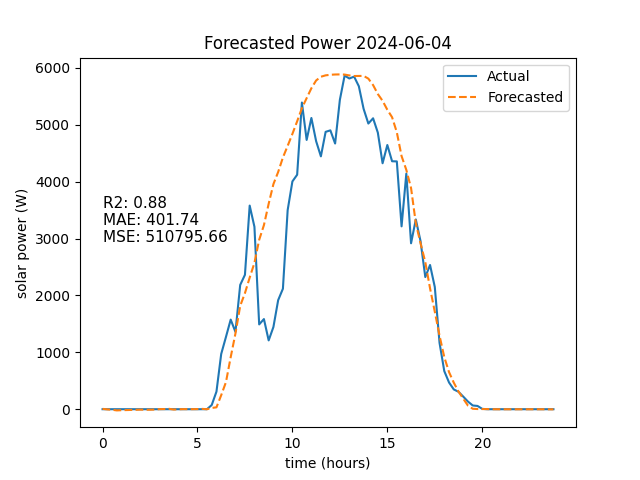 Forecasted Power 2024-06-04
Actual
Forecasted
R2: 0.88
MAE: 401.74
MSE: 510795.66
solar power (W)
6000
5000
4000
3000
2000
1000
0
0 5 10 15 20
time (hours)